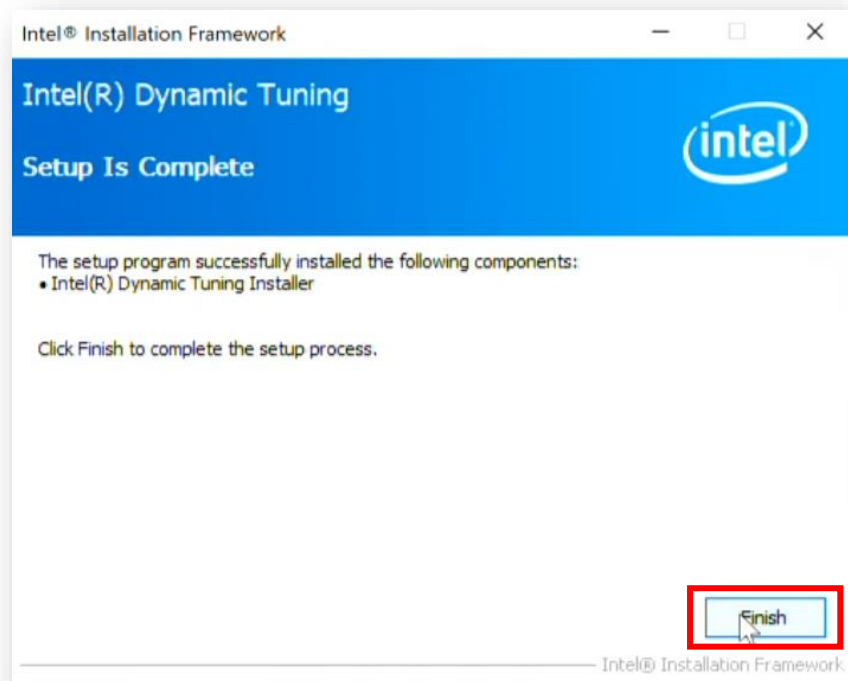 Intel® Installation Framework
Intel(R) Dynamic Tuning
Setup Is Complete
intel
The setup program successfully installed the following components:
• Intel(R) Dynamic Tuning Installer
Click Finish to complete the setup process.
Finish
Intel® Installation Framework